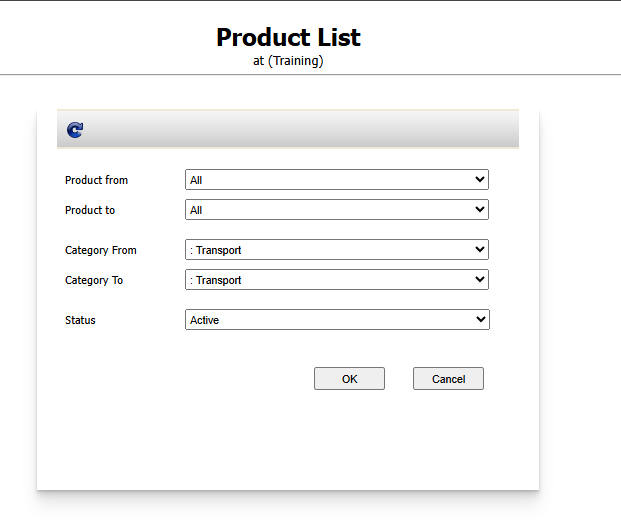 Product List
at (Training)
Product from All
Product to All
Category From : Transport
Category To : Transport
Status Active
OK Cancel